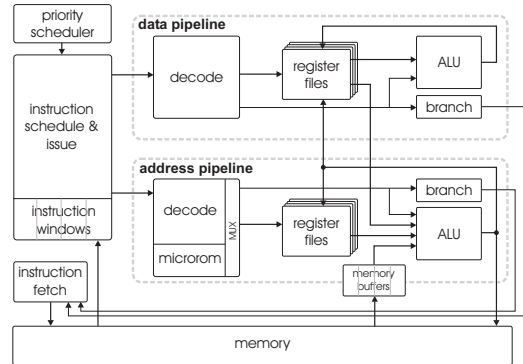 priority
scheduler
data pipeline
decode
register
files
ALU
branch
instruction
schedule &
issue
instruction
windows
address pipeline
decode
MUX
microrom
register
files
branch
ALU
memory
buffers
instruction
fetch
memory